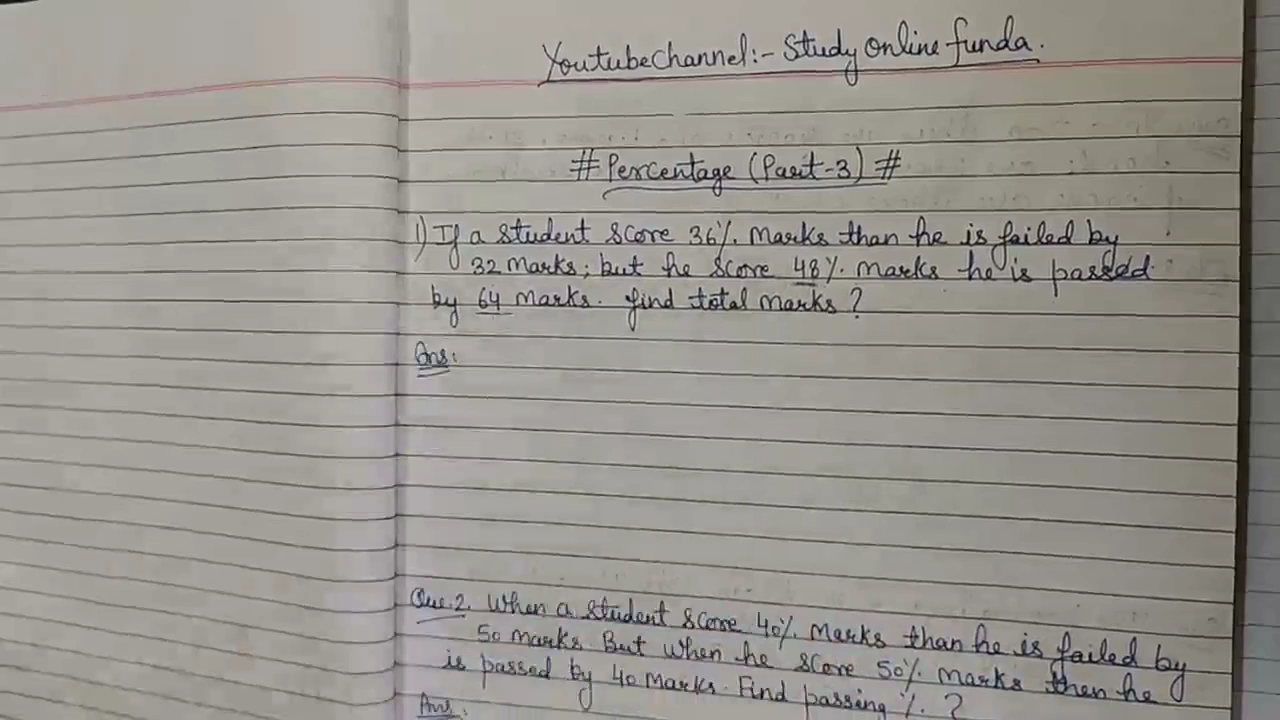 Youtube Channel:- Study Online funda.
# Percentage (Part-3) #
1) If a student score 36% marks than he is failed by
32 marks; but he score 48% marks he is passed
by 64 marks. find total marks?
Ans:
Que.2. When a student score 40% marks than he is failed by
50 marks. But when he score 50% marks then he
is passed by 40 marks. Find passing %. ?
Ans.